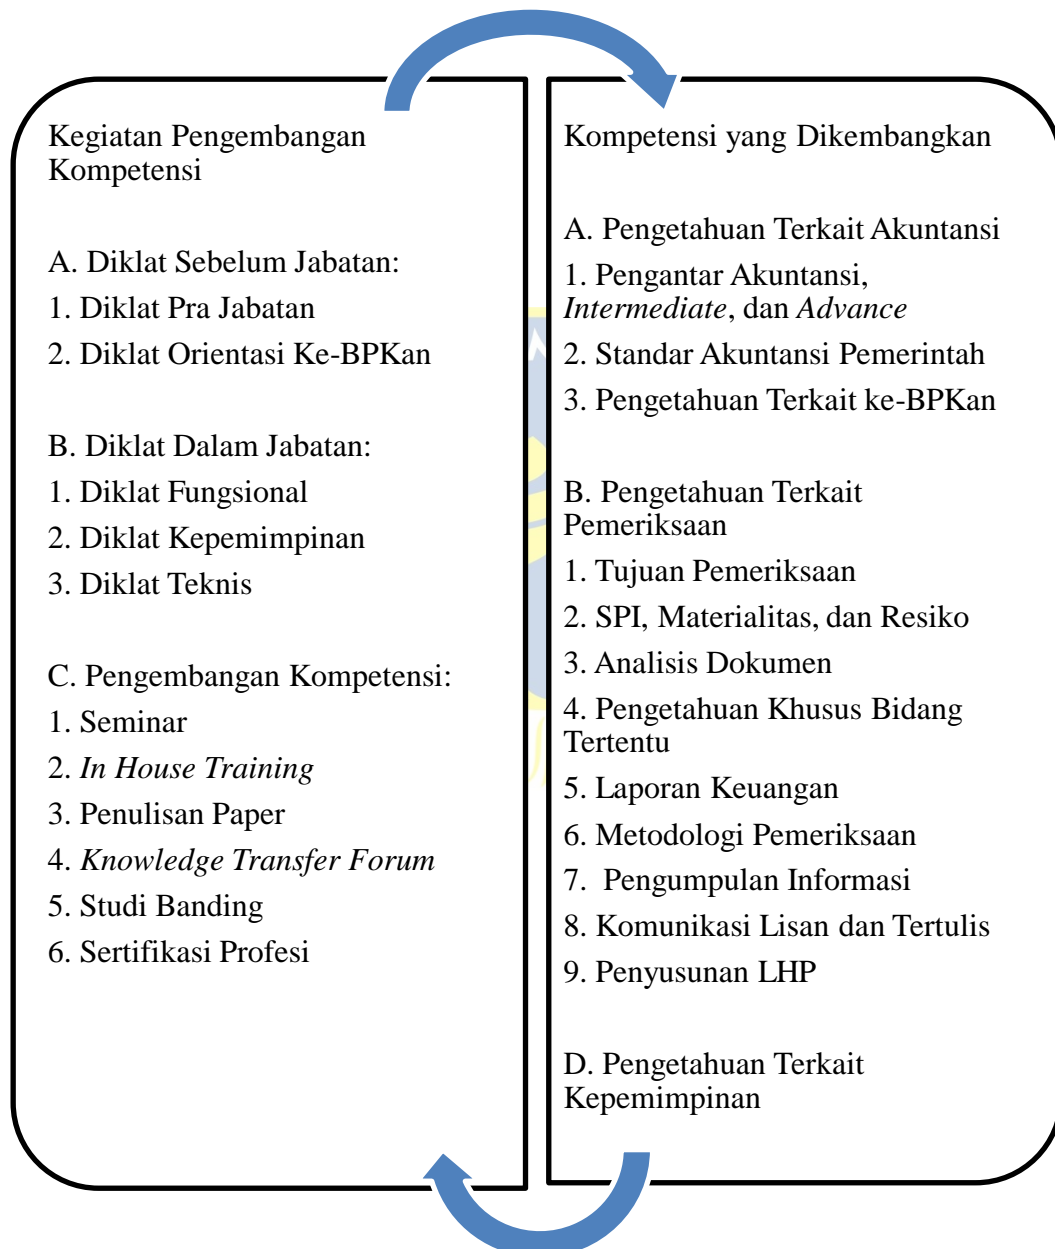 Kegiatan Pengembangan
Kompetensi
A. Diklat Sebelum Jabatan:
1. Diklat Pra Jabatan
2. Diklat Orientasi Ke-BPKan
B. Diklat Dalam Jabatan:
1. Diklat Fungsional
2. Diklat Kepemimpinan
3. Diklat Teknis
C. Pengembangan Kompetensi:
1. Seminar
2. In House Training
3. Penulisan Paper
4. Knowledge Transfer Forum
5. Studi Banding
6. Sertifikasi Profesi
Kompetensi yang Dikembangkan
A. Pengetahuan Terkait Akuntansi
1. Pengantar Akuntansi,
Intermediate, dan Advance
2. Standar Akuntansi Pemerintah
3. Pengetahuan Terkait ke-BPKan
B. Pengetahuan Terkait
Pemeriksaan
1. Tujuan Pemeriksaan
2. SPI, Materialitas, dan Resiko
3. Analisis Dokumen
4. Pengetahuan Khusus Bidang
Tertentu
5. Laporan Keuangan
6. Metodologi Pemeriksaan
7. Pengumpulan Informasi
8. Komunikasi Lisan dan Tertulis
9. Penyusunan LHP
D. Pengetahuan Terkait
Kepemimpinan